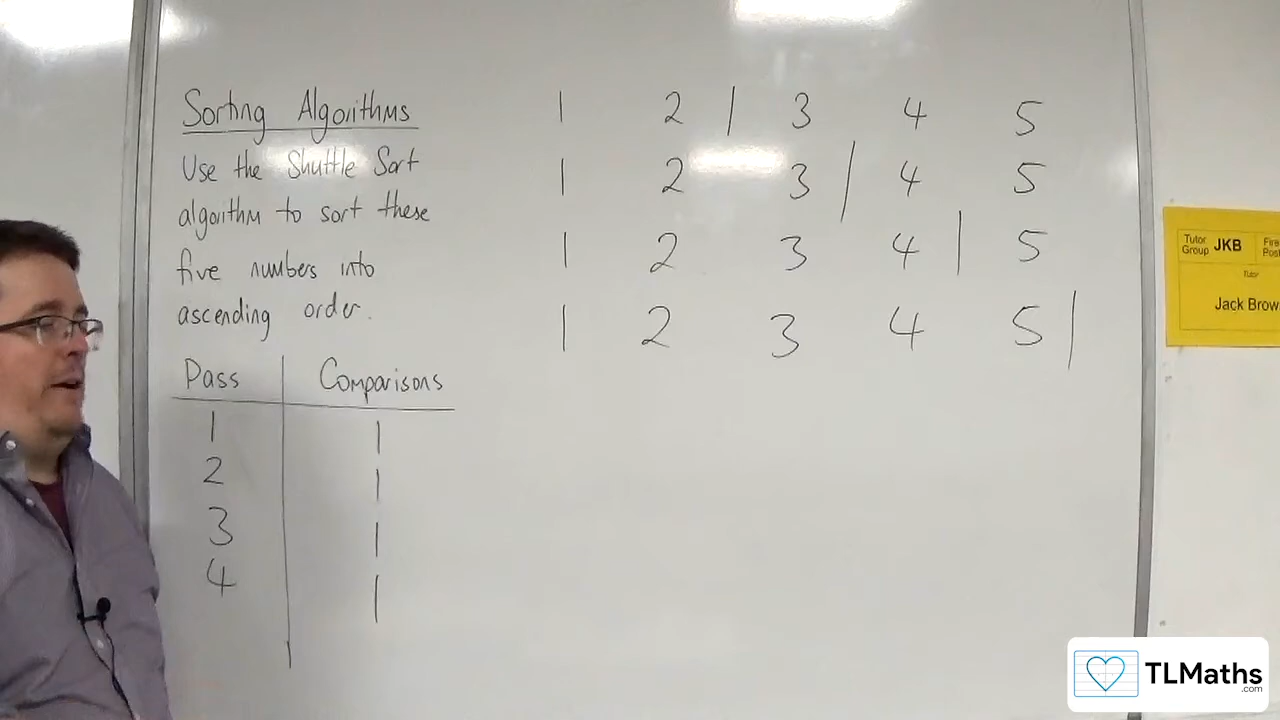 Sorting Algorithms
Use the Shuttle Sort
algorithm to sort these
five numbers into
ascending order.
1 2 | 3 4 5
1 2 3 | 4 5
1 2 3 4 | 5
1 2 3 4 5 |
Pass Comparisons
1 1
2 1
3 1
4 1
Tutor
Group JKB
Fire
Tutor
Jack Brow
TLMaths
.com